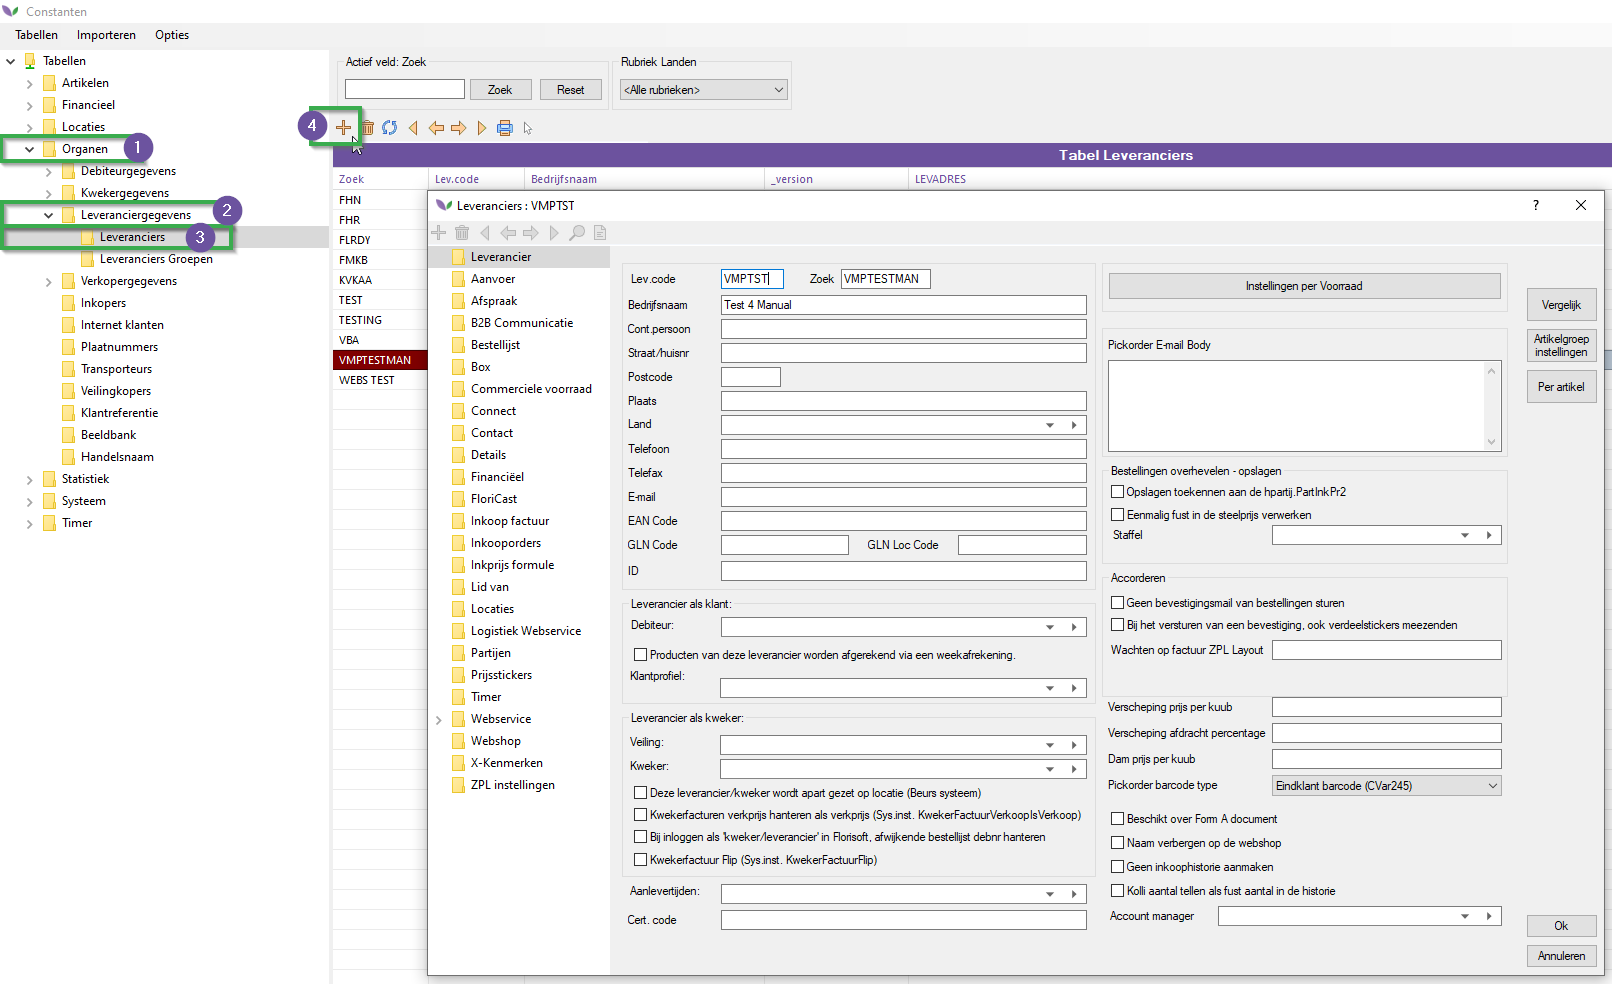 Constanten
Tabellen Importeren Opties
Tabellen
Artikelen
Financieel
Locaties
Organen 1
Debiteurgegevens
Kwekergegevens
Leveranciergegevens 2
Leveranciers 3
Leveranciers Groepen
Verkopergegevens
Inkopers
Internet klanten
Plaatnummers
Transporteurs
Veilingkopers
Klantreferentie
Beeldbank
Handelsnaam
Statistiek
Systeem
Timer
Actief veld: Zoek
Zoek Reset
Rubriek Landen
<Alle rubrieken>
4
Tabel Leveranciers
Zoek Lev.code Bedrijfsnaam _version LEVADRES
FHN
FHR
FLRDY
FMKB
KVKAA
TEST
TESTING
VBA
VMPTESTMAN
WEBS TEST
Leveranciers : VMPTST ?
Leverancier
Aanvoer
Afspraak
B2B Communicatie
Bestellijst
Box
Commerciele voorraad
Connect
Contact
Details
Financiëel
FloriCast
Inkoop factuur
Inkooporders
Inkprijs formule
Lid van
Locaties
Logistiek Webservice
Partijen
Prijsstickers
Timer
Webservice
Webshop
X-Kenmerken
ZPL instellingen
Lev.code VMPTST Zoek VMPTESTMAN
Bedrijfsnaam Test 4 Manual
Cont.persoon
Straat/huisnr
Postcode
Plaats
Land
Telefoon
Telefax
E-mail
EAN Code
GLN Code GLN Loc Code
ID
Leverancier als klant:
Debiteur:
Producten van deze leverancier worden afgerekend via een weekafrekening.
Klantprofiel:
Leverancier als kweker:
Veiling:
Kweker:
Deze leverancier/kweker wordt apart gezet op locatie (Beurs systeem)
Kwekerfacturen verkprijs hanteren als verkprijs (Sys.inst. KwekerFactuurVerkoopIsVerkoop)
Bij inloggen als 'kweker/leverancier' in Florisoft, afwijkende bestellijst debnr hanteren
Kwekerfactuur Flip (Sys.inst. KwekerFactuurFlip)
Aanlevertijden:
Cert. code
Instellingen per Voorraad
Pickorder E-mail Body
Bestellingen overhevelen - opslagen
Opslagen toekennen aan de hpartij.PartInkPr2
Eenmalig fust in de steelprijs verwerken
Staffel
Accorderen
Geen bevestigingsmail van bestellingen sturen
Bij het versturen van een bevestiging, ook verdeelstickers meezenden
Wachten op factuur ZPL Layout
Verscheping prijs per kuub
Verscheping afdracht percentage
Dam prijs per kuub
Pickorder barcode type Eindklant barcode (CVar245)
Beschikt over Form A document
Naam verbergen op de webshop
Geen inkoophistorie aanmaken
Kolli aantal tellen als fust aantal in de historie
Account manager
Vergelijk
Artikelgroep
instellingen
Per artikel
Ok
Annuleren